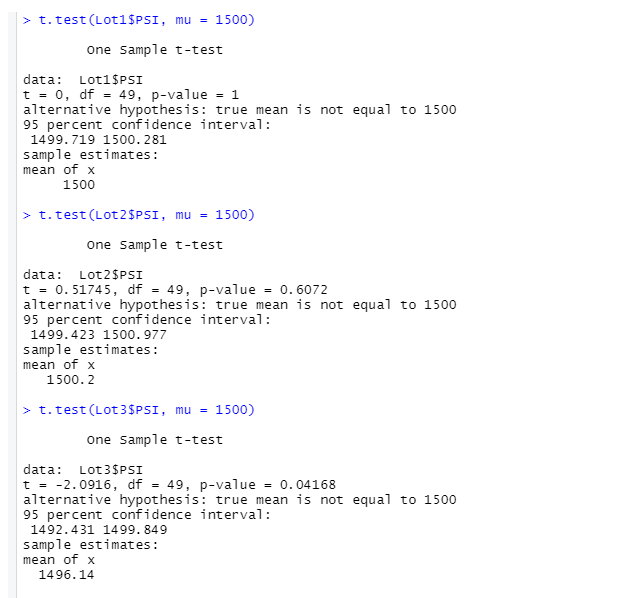 > t.test(Lot1$PSI, mu = 1500)
One Sample t-test
data:  Lot1$PSI
t = 0, df = 49, p-value = 1
alternative hypothesis: true mean is not equal to 1500
95 percent confidence interval:
1499.719 1500.281
sample estimates:
mean of x
1500
> t.test(Lot2$PSI, mu = 1500)
One Sample t-test
data:  Lot2$PSI
t = 0.51745, df = 49, p-value = 0.6072
alternative hypothesis: true mean is not equal to 1500
95 percent confidence interval:
1499.423 1500.977
sample estimates:
mean of x
1500.2
> t.test(Lot3$PSI, mu = 1500)
One Sample t-test
data:  Lot3$PSI
t = -2.0916, df = 49, p-value = 0.04168
alternative hypothesis: true mean is not equal to 1500
95 percent confidence interval:
1492.431 1499.849
sample estimates:
mean of x
1496.14